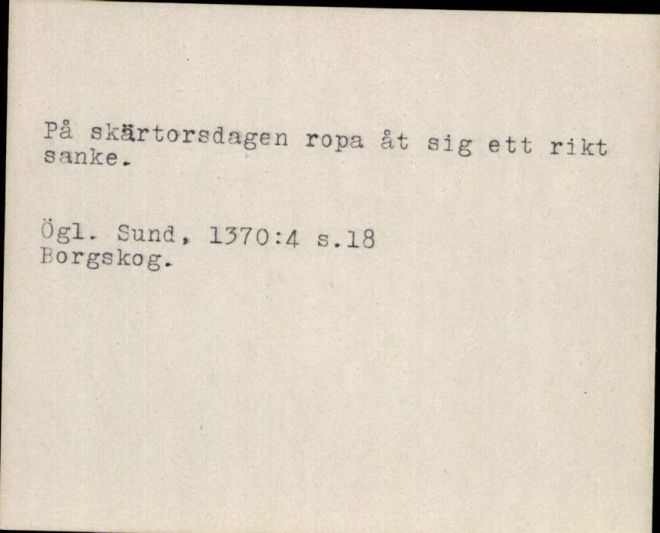 På skärtorsdagen ropa åt sig ett rikt
sanke.
Ögl. Sund, 1370:4 s.18
Borgskog.